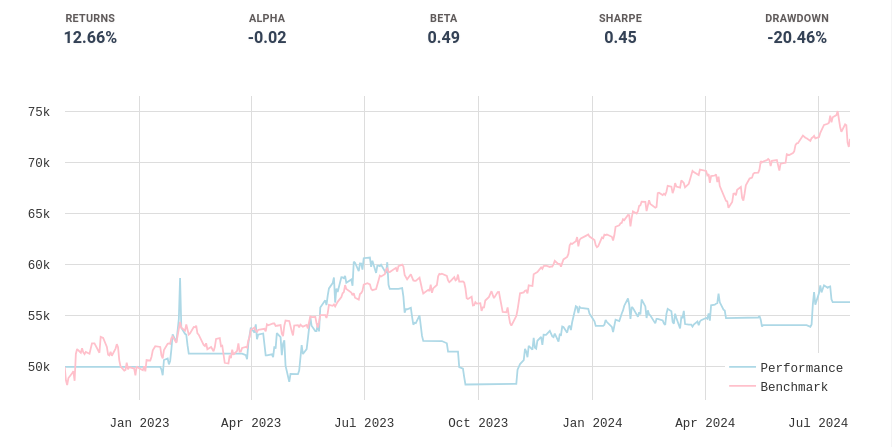 RETURNS ALPHA BETA SHARPE DRAWDOWN
12.66% -0.02 0.49 0.45 -20.46%
75k
70k
65k
60k
55k
50k
Performance
Benchmark
Jan 2023 Apr 2023 Jul 2023 Oct 2023 Jan 2024 Apr 2024 Jul 2024